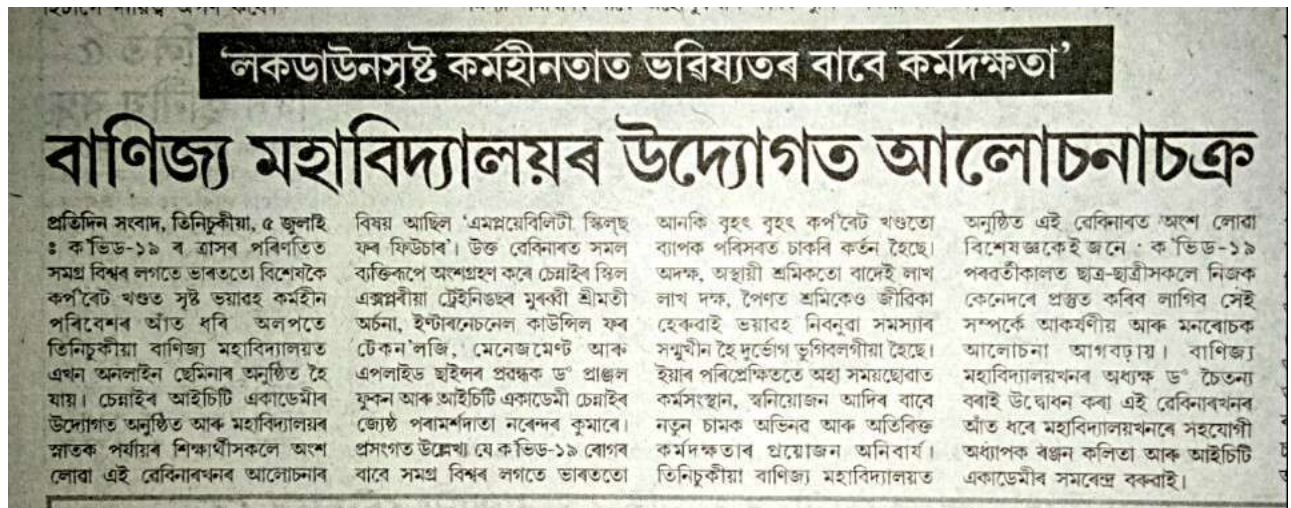 ‘লকডাউনসৃষ্ট কৰ্মহীনতাত ভৱিষ্যতৰ বাবে কৰ্মদক্ষতা’
বাণিজ্য মহাবিদ্যালয়ৰ উদ্যোগত আলোচনাচক্ৰ
প্ৰতিদিন সংবাদ, তিনিচুকীয়া, ৫ জুলাই
ঃ ক'ভিড-১৯ ৰ ত্ৰাসৰ পৰিণতিত
সমগ্ৰ বিশ্বৰ লগতে ভাৰততো বিশেষকৈ
কৰ্প'ৰেট খণ্ডত সৃষ্ট ভয়াৱহ কৰ্মহীন
পৰিবেশৰ আঁত ধৰি অলপতে
তিনিচুকীয়া বাণিজ্য মহাবিদ্যালয়ত
এখন অনলাইন ছেমিনাৰ অনুষ্ঠিত হৈ
যায়। চেন্নাইৰ আইচিটি একাডেমীৰ
উদ্যোগত অনুষ্ঠিত আৰু মহাবিদ্যালয়ৰ
স্নাতক পৰ্যায়ৰ শিক্ষাৰ্থীসকলে অংশ
লোৱা এই ৱেবিনাৰখনৰ আলোচনাৰ
বিষয় আছিল ‘এমপ্লয়েবিলিটী স্কিলছ
ফৰ ফিউচাৰ’। উক্ত ৱেবিনাৰত সমল
ব্যক্তিৰূপে অংশগ্ৰহণ কৰে চেন্নাইৰ স্কিল
এক্সপ্লৰীয়া ট্ৰেইনিঙছৰ মুৰব্বী শ্ৰীমতী
অৰ্চনা, ইণ্টাৰনেচনেল কাউন্সিল ফৰ
টেকন'লজি, মেনেজমেণ্ট আৰু
এপলাইড ছাইন্সৰ প্ৰবন্ধক ড° প্ৰাঞ্জল
ফুকন আৰু আইচিটি একাডেমী চেন্নাইৰ
জ্যেষ্ঠ পৰামৰ্শদাতা নৰেন্দৰ কুমাৰে।
প্ৰসংগত উল্লেখ্য যে ক'ভিড-১৯ ৰোগৰ
বাবে সমগ্ৰ বিশ্বৰ লগতে ভাৰততো
আনকি বৃহৎ বৃহৎ কৰ্প'ৰেট খণ্ডতো
ব্যাপক পৰিসৰত চাকৰি কৰ্তন হৈছে।
অদক্ষ, অস্থায়ী শ্ৰমিকতো বাদেই লাখ
লাখ দক্ষ, পৈণত শ্ৰমিকেও জীৱিকা
হেৰুৱাই ভয়াৱহ নিবনুৱা সমস্যাৰ
সন্মুখীন হৈ দুৰ্ভোগ ভুগিবলগীয়া হৈছে।
ইয়াৰ পৰিপ্ৰেক্ষিততে অহা সময়ছোৱাত
কৰ্মসংস্থান, স্বনিয়োজন আদিৰ বাবে
নতুন চামক অভিনৱ আৰু অতিৰিক্ত
কৰ্মদক্ষতাৰ প্ৰয়োজন অনিবাৰ্য।
তিনিচুকীয়া বাণিজ্য মহাবিদ্যালয়ত
অনুষ্ঠিত এই ৱেবিনাৰত অংশ লোৱা
বিশেষজ্ঞকেইজনে ক'ভিড-১৯
পৰৱৰ্তীকালত ছাত্ৰ-ছাত্ৰীসকলে নিজক
কেনেদৰে প্ৰস্তুত কৰিব লাগিব সেই
সম্পৰ্কে আকৰ্ষণীয় আৰু মনৰোচক
আলোচনা আগবঢ়ায়। বাণিজ্য
মহাবিদ্যালয়খনৰ অধ্যক্ষ ড° চৈতন্য
বৰাই উদ্বোধন কৰা এই ৱেবিনাৰখনৰ
আঁত ধৰে মহাবিদ্যালয়খনৰে সহযোগী
অধ্যাপক ৰঞ্জন কলিতা আৰু আইচিটি
একাডেমীৰ সমৰেন্দ্ৰ বৰুৱাই।